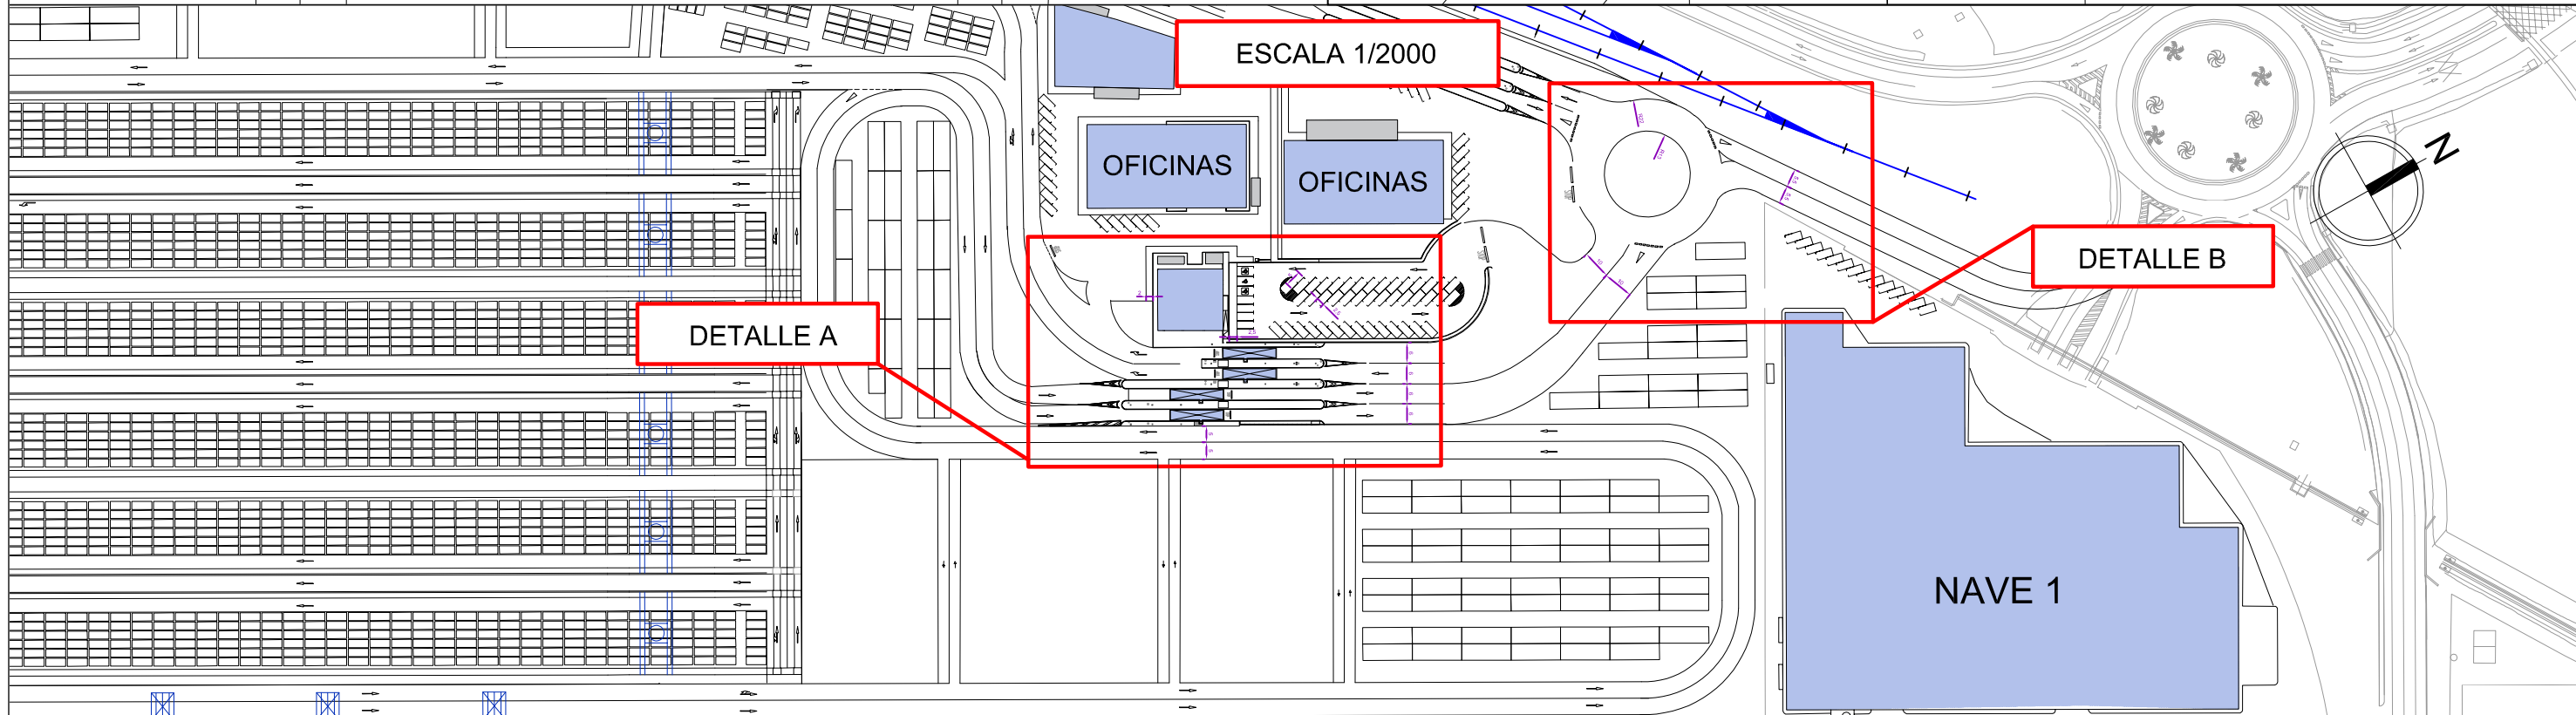 ESCALA 1/2000
OFICINAS
OFICINAS
N
DETALLE B
DETALLE A
NAVE 1